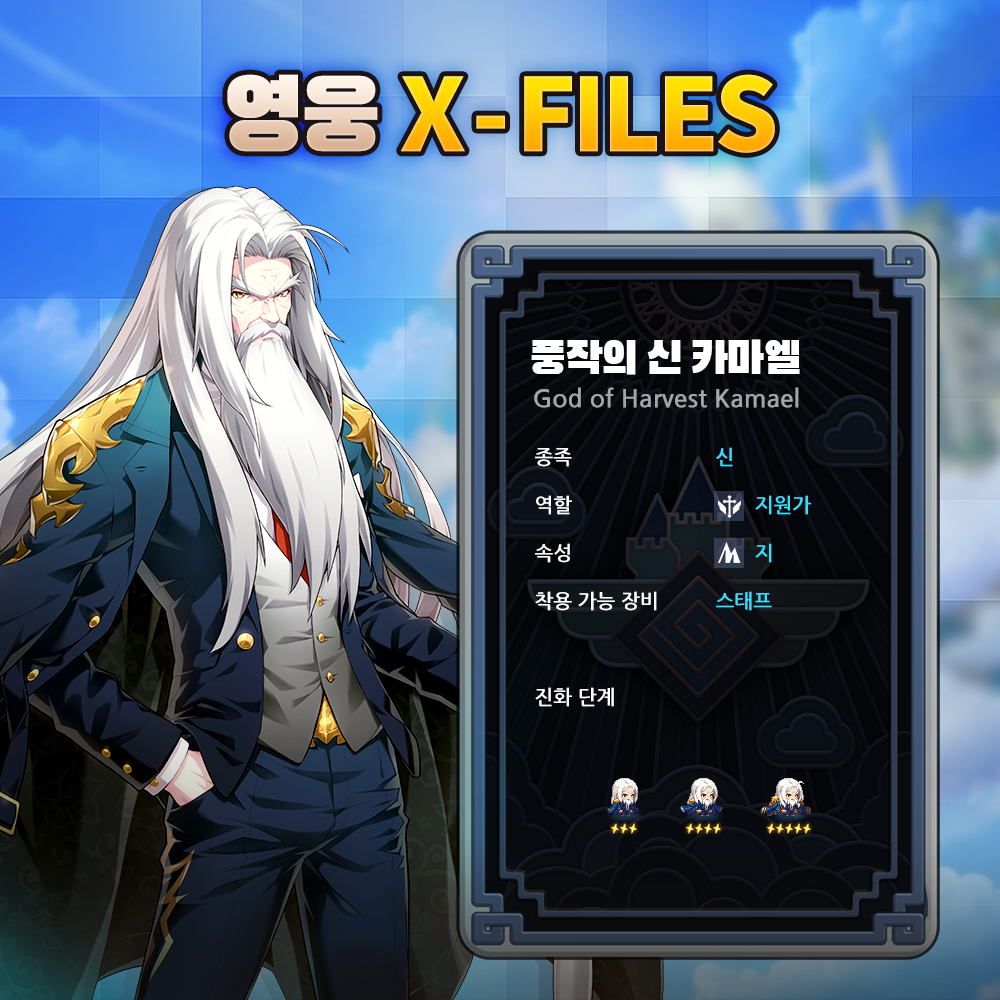 영웅 X-FILES
풍작의 신 카마엘
God of Harvest Kamael
종족 신
역할 지원가
속성 지
착용 가능 장비 스태프
진화 단계